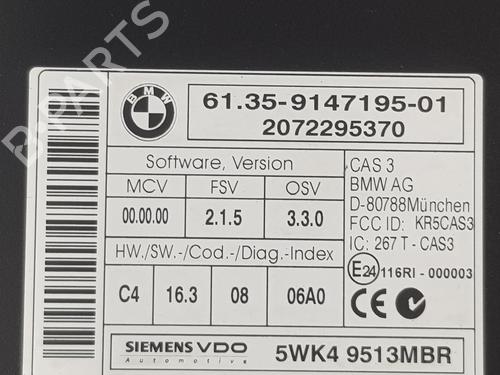 BMW
61.35-9147195-01
2072295370
Software, Version
MCV FSV OSV
00.00.00 2.1.5 3.3.0
HW./SW.-/Cod.-/Diag.-Index
C4 16.3 08 06A0
CAS 3
BMW AG
D-80788München
FCC ID: KR5CAS3
IC: 267 T - CAS3
E24 116RI - 000003
CE
SIEMENS VDO
Automotive
5WK4 9513MBR
B-PARTS